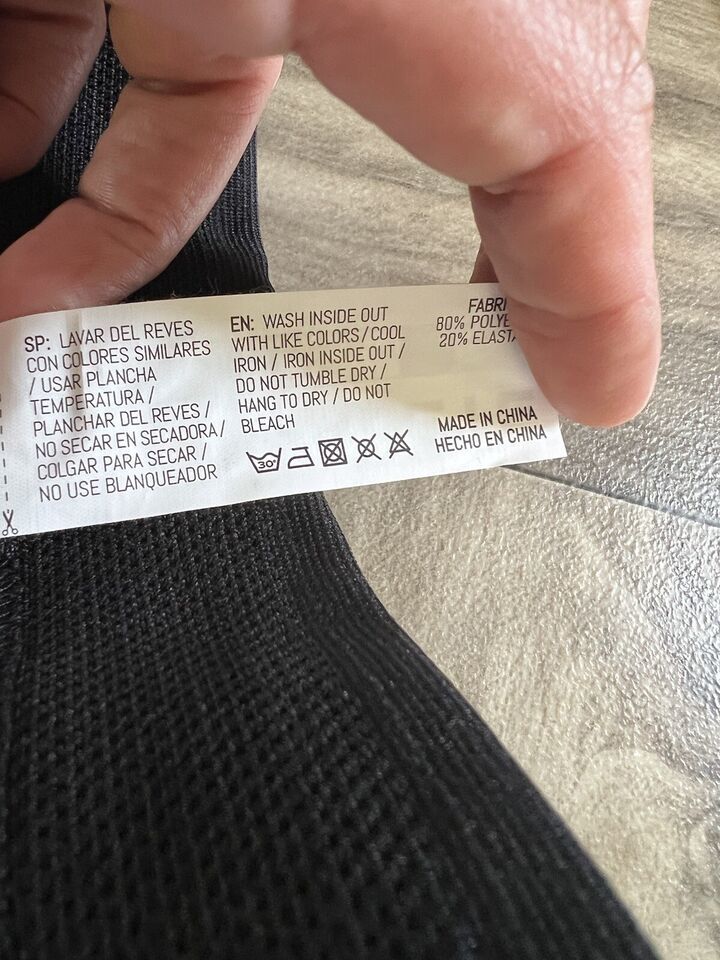 SP: LAVAR DEL REVES
CON COLORES SIMILARES
/ USAR PLANCHA
TEMPERATURA /
PLANCHAR DEL REVES /
NO SECAR EN SECADORA/
COLGAR PARA SECAR /
NO USE BLANQUEADOR
EN: WASH INSIDE OUT
WITH LIKE COLORS / COOL
IRON / IRON INSIDE OUT /
DO NOT TUMBLE DRY /
HANG TO DRY / DO NOT
BLEACH
30°
80%
20%
MADE IN CHINA
HECHO EN CHINA